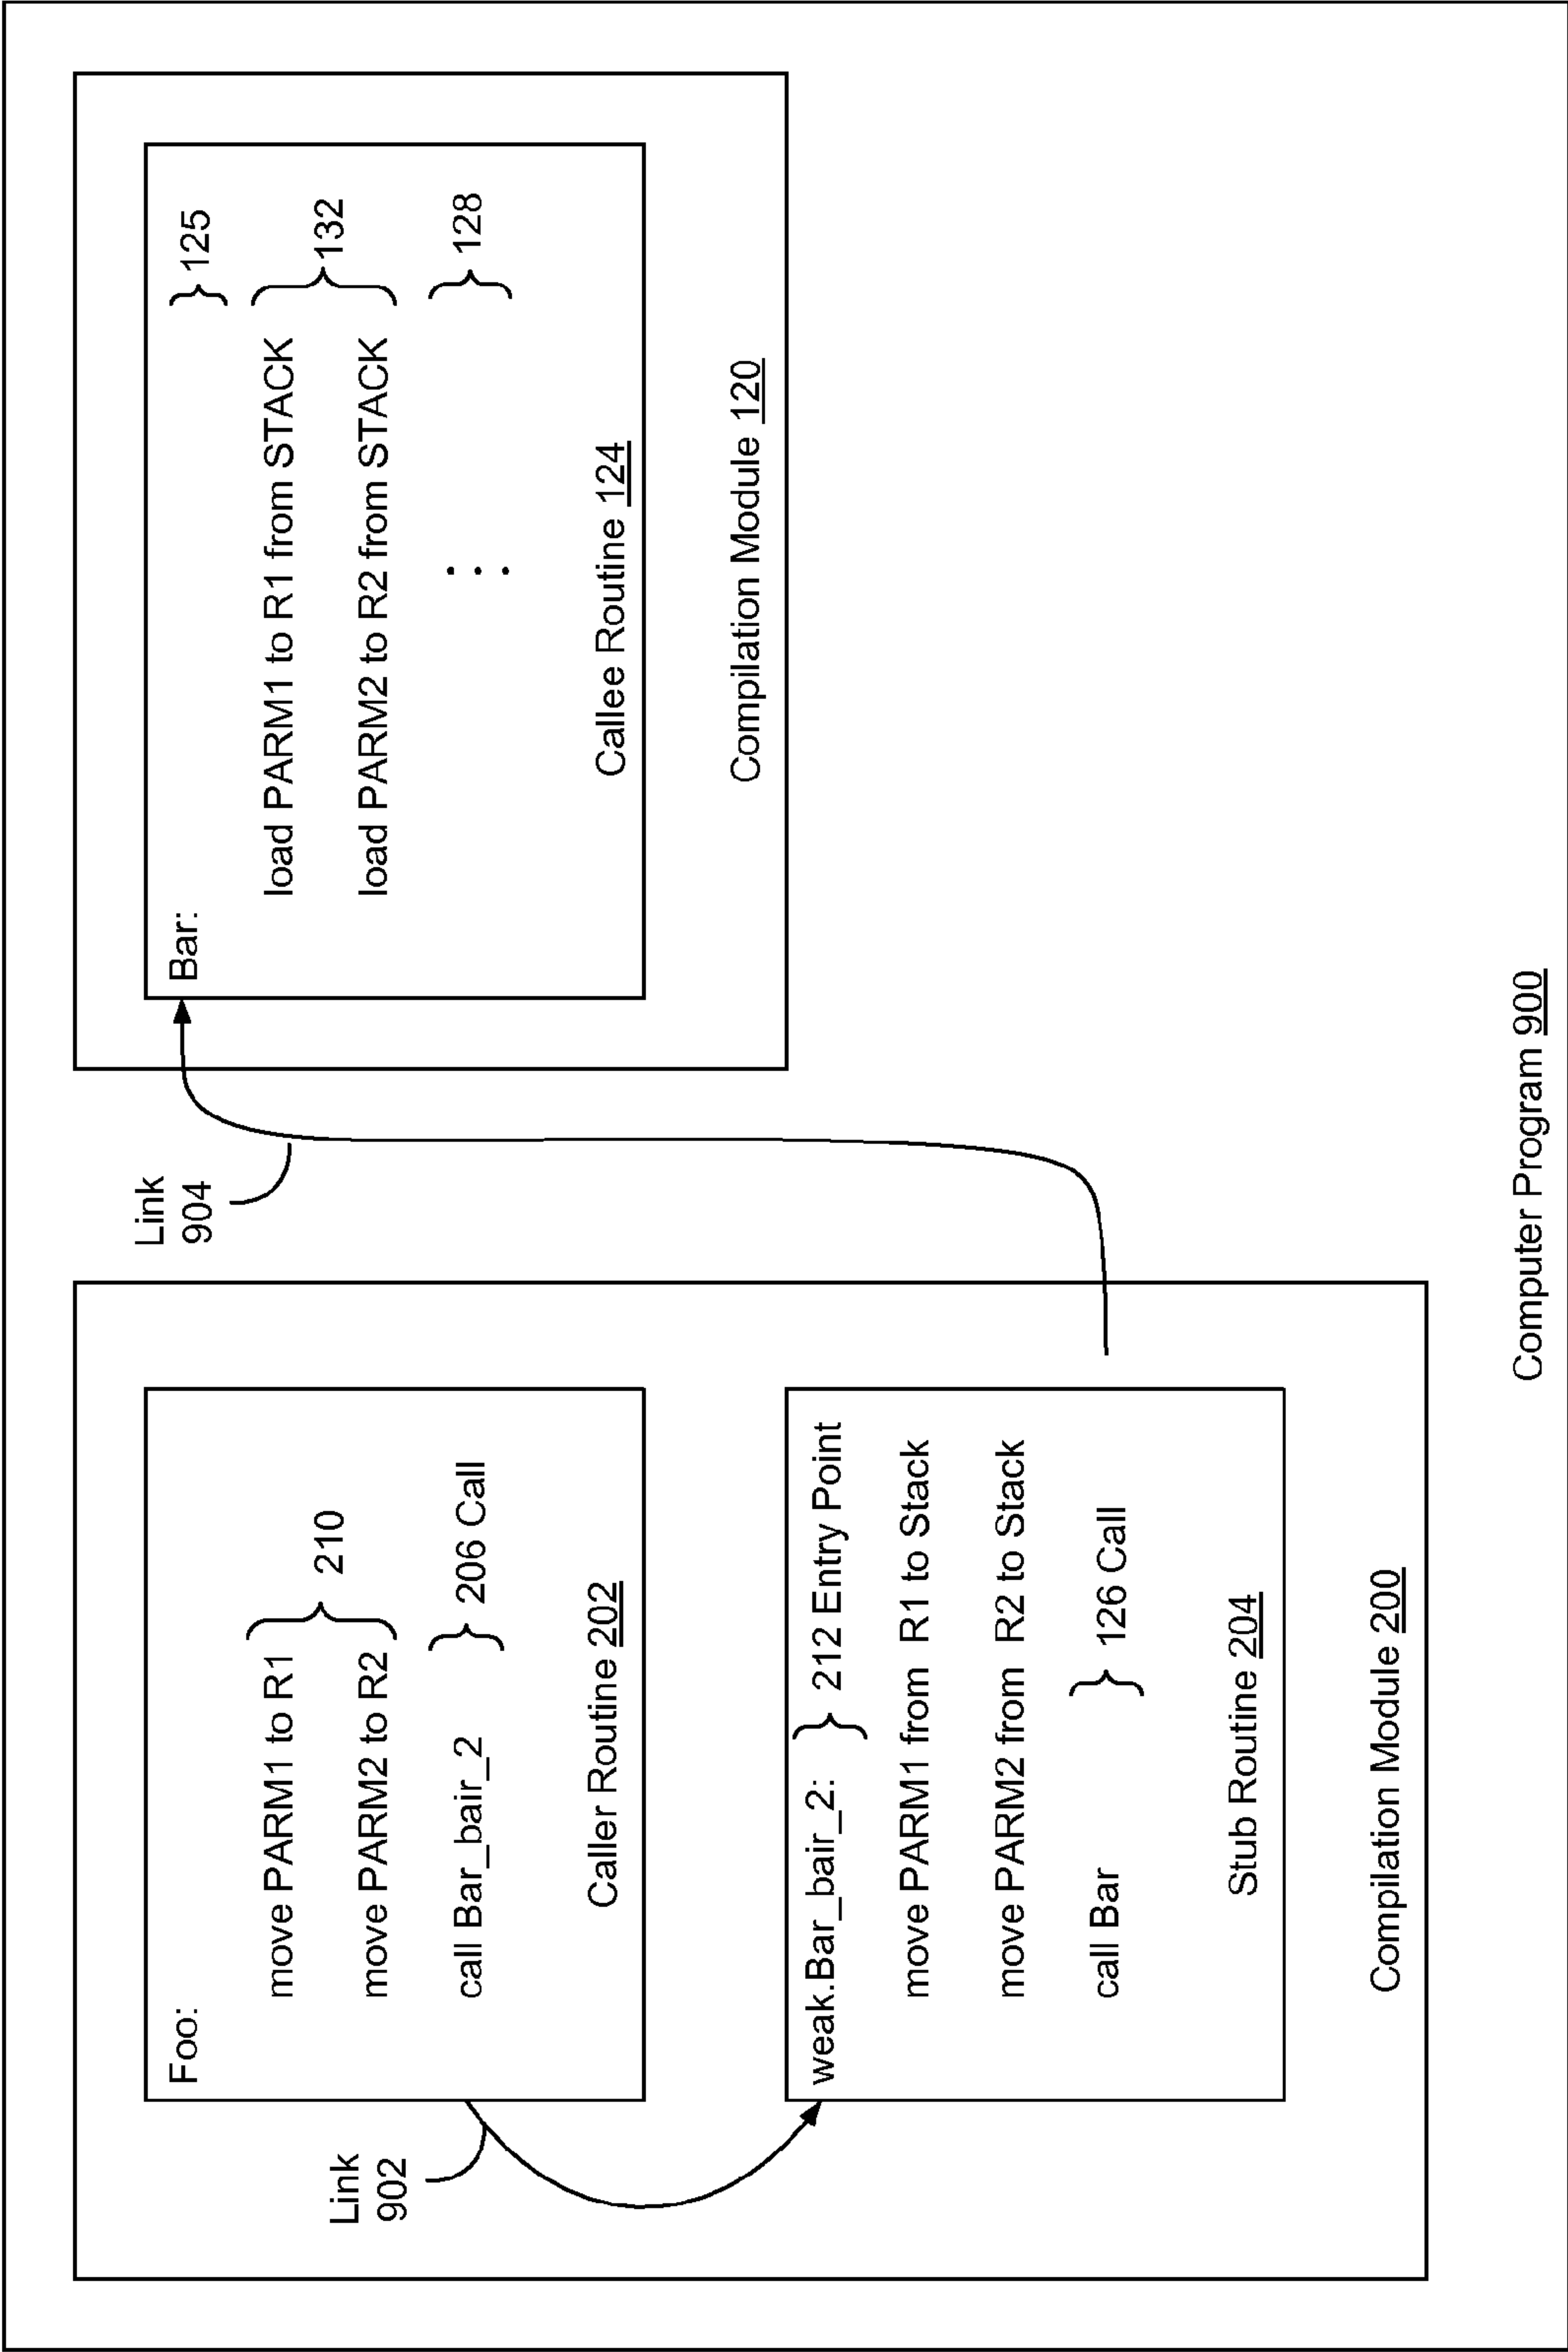 Foo:
move PARM1 to R1
move PARM2 to R2
210
call Bar_bair_2
206 Call
Caller Routine 202
Link
902
weak.Bar_bair_2:
212 Entry Point
move PARM1 from R1 to Stack
move PARM2 from R2 to Stack
call Bar
126 Call
Stub Routine 204
Compilation Module 200
Link
904
Bar:
125
load PARM1 to R1 from STACK
load PARM2 to R2 from STACK
132
128
Callee Routine 124
Compilation Module 120
Computer Program 900